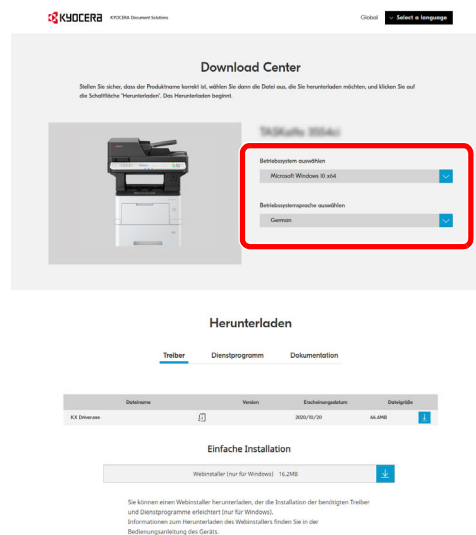 KYOCERA KYOCERA Document Solutions Global Select a language
Download Center
Stellen Sie sicher, dass der Produktname korrekt ist, wählen Sie dann die Datei aus, die Sie herunterladen möchten, und klicken Sie auf
die Schaltfläche 'Herunterladen'. Das Herunterladen beginnt.
Betriebssystem auswählen
Microsoft Windows 10 x64
Betriebssystemsprache auswählen
German
Herunterladen
Treiber Dienstprogramm Dokumentation
Dateiname Version Erscheinungsdatum Dateigröße
KX Driver.exe 2020/10/20 66.4MB
Einfache Installation
Webinstaller (nur für Windows) 16.2MB
Sie können einen Webinstaller herunterladen, der die Installation der benötigten Treiber
und Dienstprogramme erleichtert (nur für Windows).
Informationen zum Herunterladen des Webinstallers finden Sie in der
Bedienungsanleitung des Geräts.